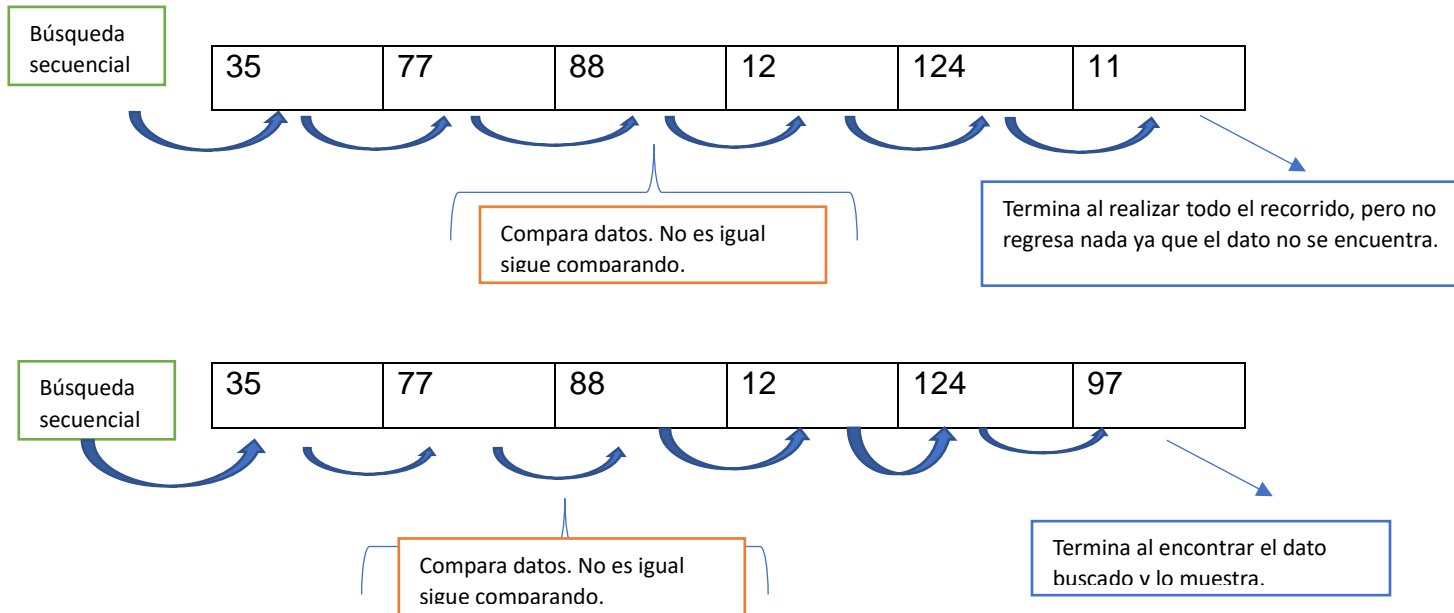 Búsqueda
secuencial
35 77 88 12 124 11
Compara datos. No es igual
sigue comparando.
Termina al realizar todo el recorrido, pero no
regresa nada ya que el dato no se encuentra.
Búsqueda
secuencial
35 77 88 12 124 97
Compara datos. No es igual
sigue comparando.
Termina al encontrar el dato
buscado y lo muestra.